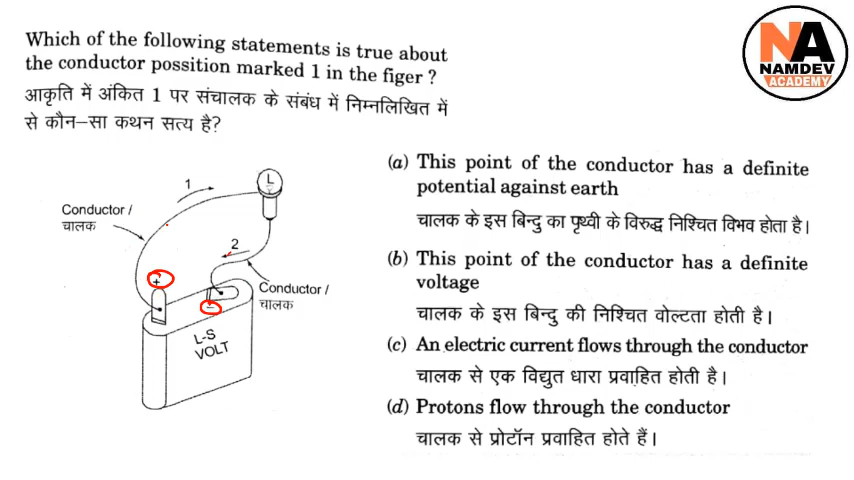 Which of the following statements is true about
the conductor possition marked 1 in the figer ?
आकृति में अंकित 1 पर संचालक के संबंध में निम्नलिखित में
से कौन-सा कथन सत्य है?
NA
NAMDEV
ACADEMY
1
L
Conductor /
चालक
2
+
–
Conductor /
चालक
L-S
VOLT
(a) This point of the conductor has a definite
potential against earth
चालक के इस बिन्दु का पृथ्वी के विरुद्ध निश्चित विभव होता है।
(b) This point of the conductor has a definite
voltage
चालक के इस बिन्दु की निश्चित वोल्टता होती है।
(c) An electric current flows through the conductor
चालक से एक विद्युत धारा प्रवाहित होती है।
(d) Protons flow through the conductor
चालक से प्रोटॉन प्रवाहित होते हैं।